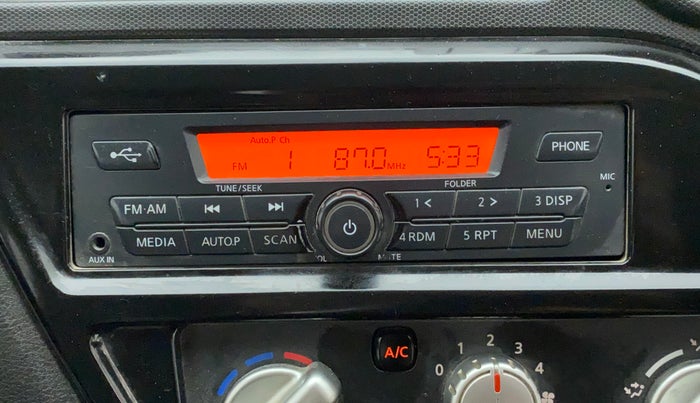 Auto.P Ch
FM 1 87.0 MHz 5:33
PHONE
TUNE/SEEK
FOLDER
MIC
FM·AM
1 <
2 >
3 DISP
MEDIA
AUTO.P
SCAN
4 RDM
5 RPT
MENU
AUX IN
A/C
0 1 2 3 4